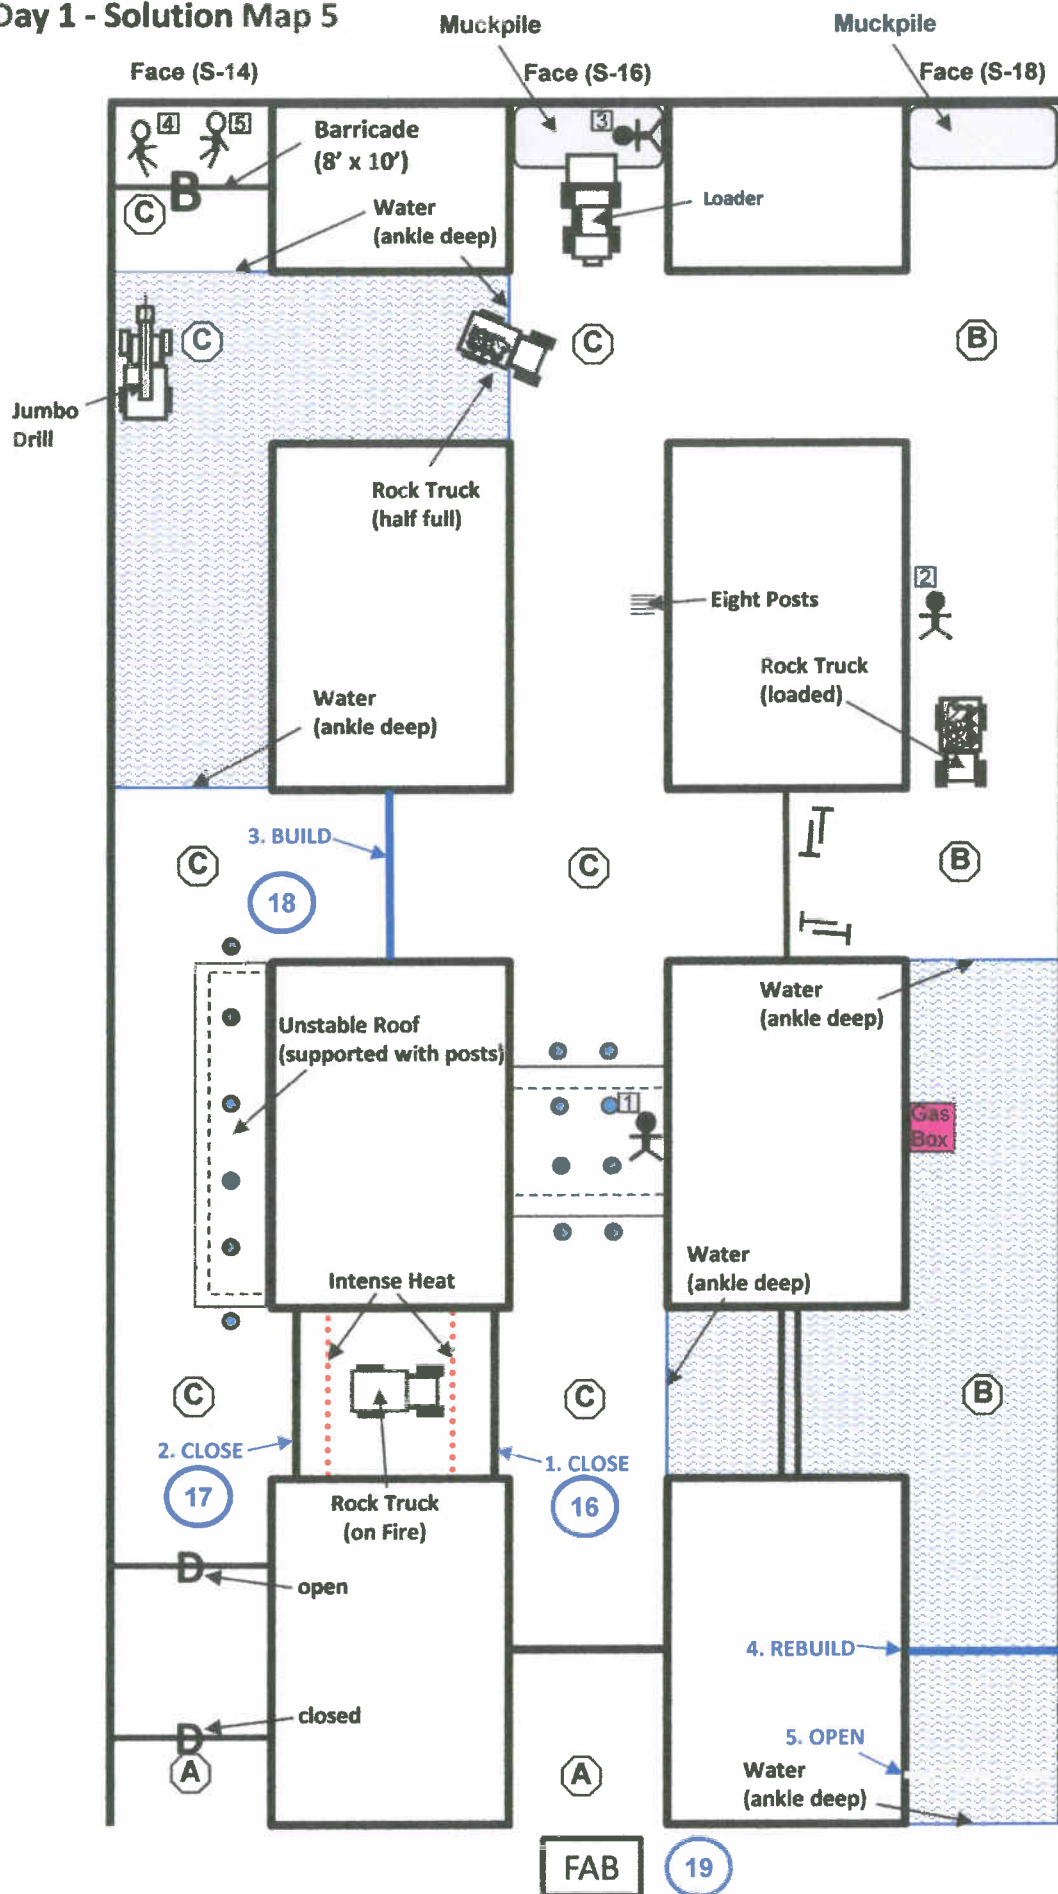 Day 1 - Solution Map 5
Muckpile
Muckpile
Face (S-14)
Face (S-16)
Face (S-18)
4
5
3
Barricade
(8' x 10')
B
C
Water
(ankle deep)
Loader
C
C
B
Jumbo
Drill
Rock Truck
(half full)
2
Eight Posts
Rock Truck
(loaded)
Water
(ankle deep)
3. BUILD
C
C
B
18
Water
(ankle deep)
Unstable Roof
(supported with posts)
1
Gas
Box
Water
(ankle deep)
Intense Heat
C
C
B
2. CLOSE
1. CLOSE
17
16
Rock Truck
(on Fire)
D
open
4. REBUILD
closed
D
5. OPEN
A
A
Water
(ankle deep)
FAB
19